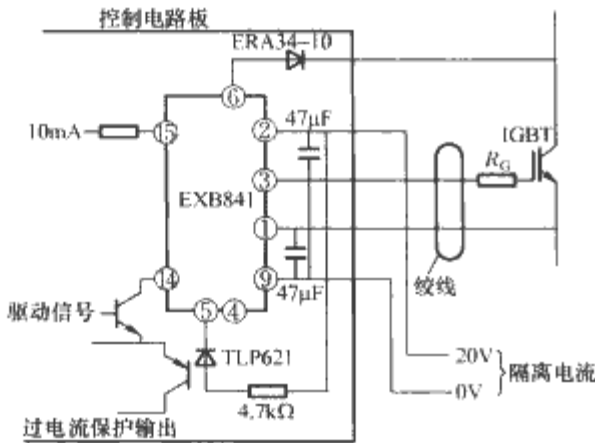 控制电路板
ERA34-10
⑥
10mA
⑮
②
47μF
IGBT
③
R_G
EXB841
①
⑭
⑨
47μF
绞线
驱动信号
⑤
④
TLP621
20V
隔离电流
0V
4.7kΩ
过电流保护输出